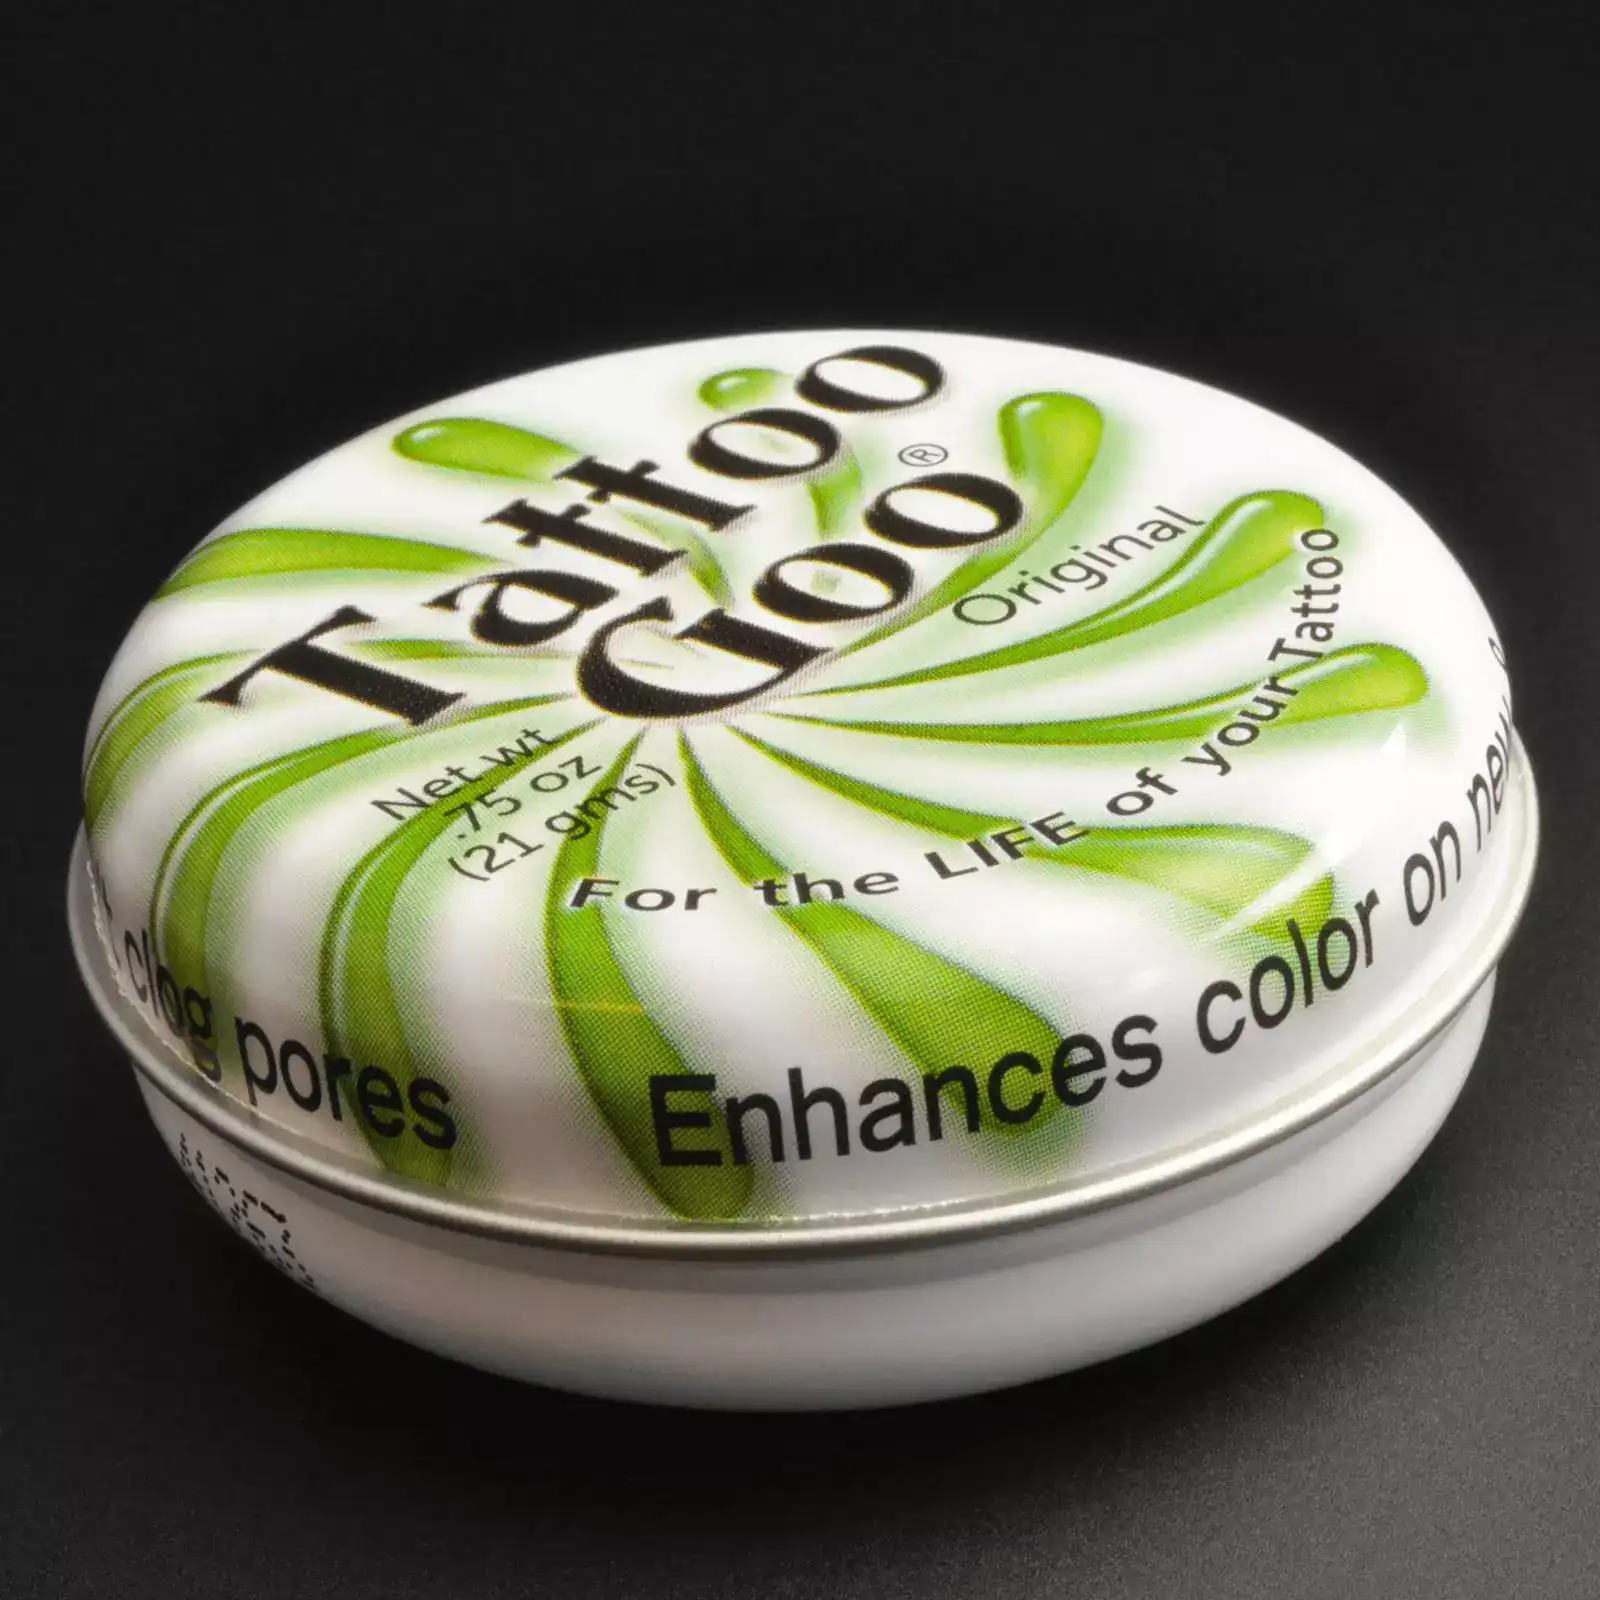 Tattoo
Goo®
Original
Net wt
.75 oz
(21 gms)
For the LIFE of your Tattoo
clog pores
Enhances color on new